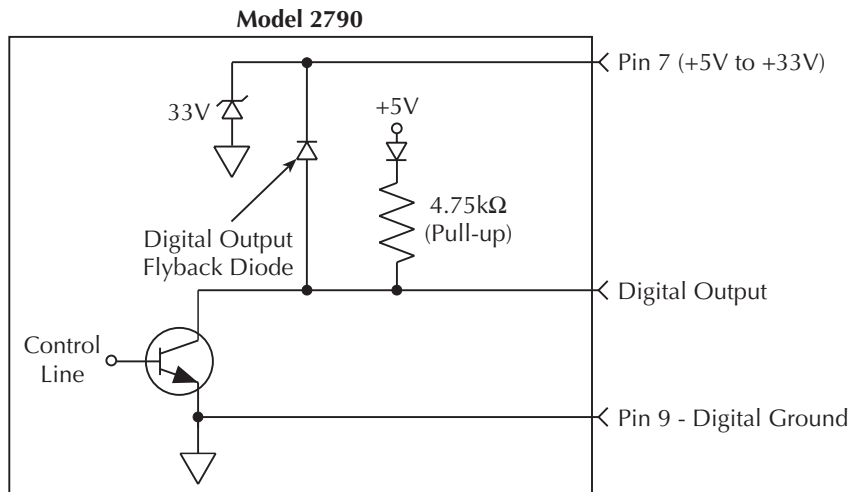 Model 2790
Pin 7 (+5V to +33V)
33V
+5V
4.75kΩ
(Pull-up)
Digital Output
Flyback Diode
Digital Output
Control
Line
Pin 9 - Digital Ground